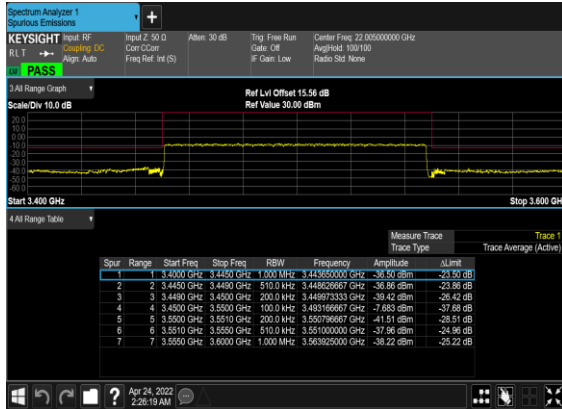 Spectrum Analyzer 1
Spurious Emissions
+
KEYSIGHT Input: RF Input Z: 50 Ω Atten: 30 dB Trig: Free Run Center Freq: 22.005000000 GHz
RLT Coupling: DC Corr CCorr Gate: Off Avg|Hold: 100/100
Align: Auto Freq Ref: Int (S) IF Gain: Low Radio Std: None
PASS
3 All Range Graph
Ref Lvl Offset 15.56 dB
Scale/Div 10.0 dB Ref Value 30.00 dBm
20.0
10.0
0.00
-10.0
-20.0
-30.0
-40.0
-50.0
-60.0
Start 3.400 GHz Stop 3.600 GH
4 All Range Table
Measure Trace Trace 1
Trace Type Trace Average (Active)
Spur Range Start Freq Stop Freq RBW Frequency Amplitude ΔLimit
1 1 3.4000 GHz 3.4450 GHz 1.000 MHz 3.443650000 GHz -36.50 dBm -23.50 dB
2 2 3.4450 GHz 3.4490 GHz 510.0 kHz 3.448626667 GHz -36.86 dBm -23.86 dB
3 3 3.4490 GHz 3.4500 GHz 200.0 kHz 3.449973333 GHz -39.42 dBm -26.42 dB
4 4 3.4500 GHz 3.5500 GHz 100.0 kHz 3.493166667 GHz -7.683 dBm -37.68 dB
5 5 3.5500 GHz 3.5510 GHz 200.0 kHz 3.550796667 GHz -41.51 dBm -28.51 dB
6 6 3.5510 GHz 3.5550 GHz 510.0 kHz 3.551000000 GHz -37.96 dBm -24.96 dB
7 7 3.5550 GHz 3.6000 GHz 1.000 MHz 3.563925000 GHz -38.22 dBm -25.22 dB
? Apr 24, 2022
2:26:19 AM